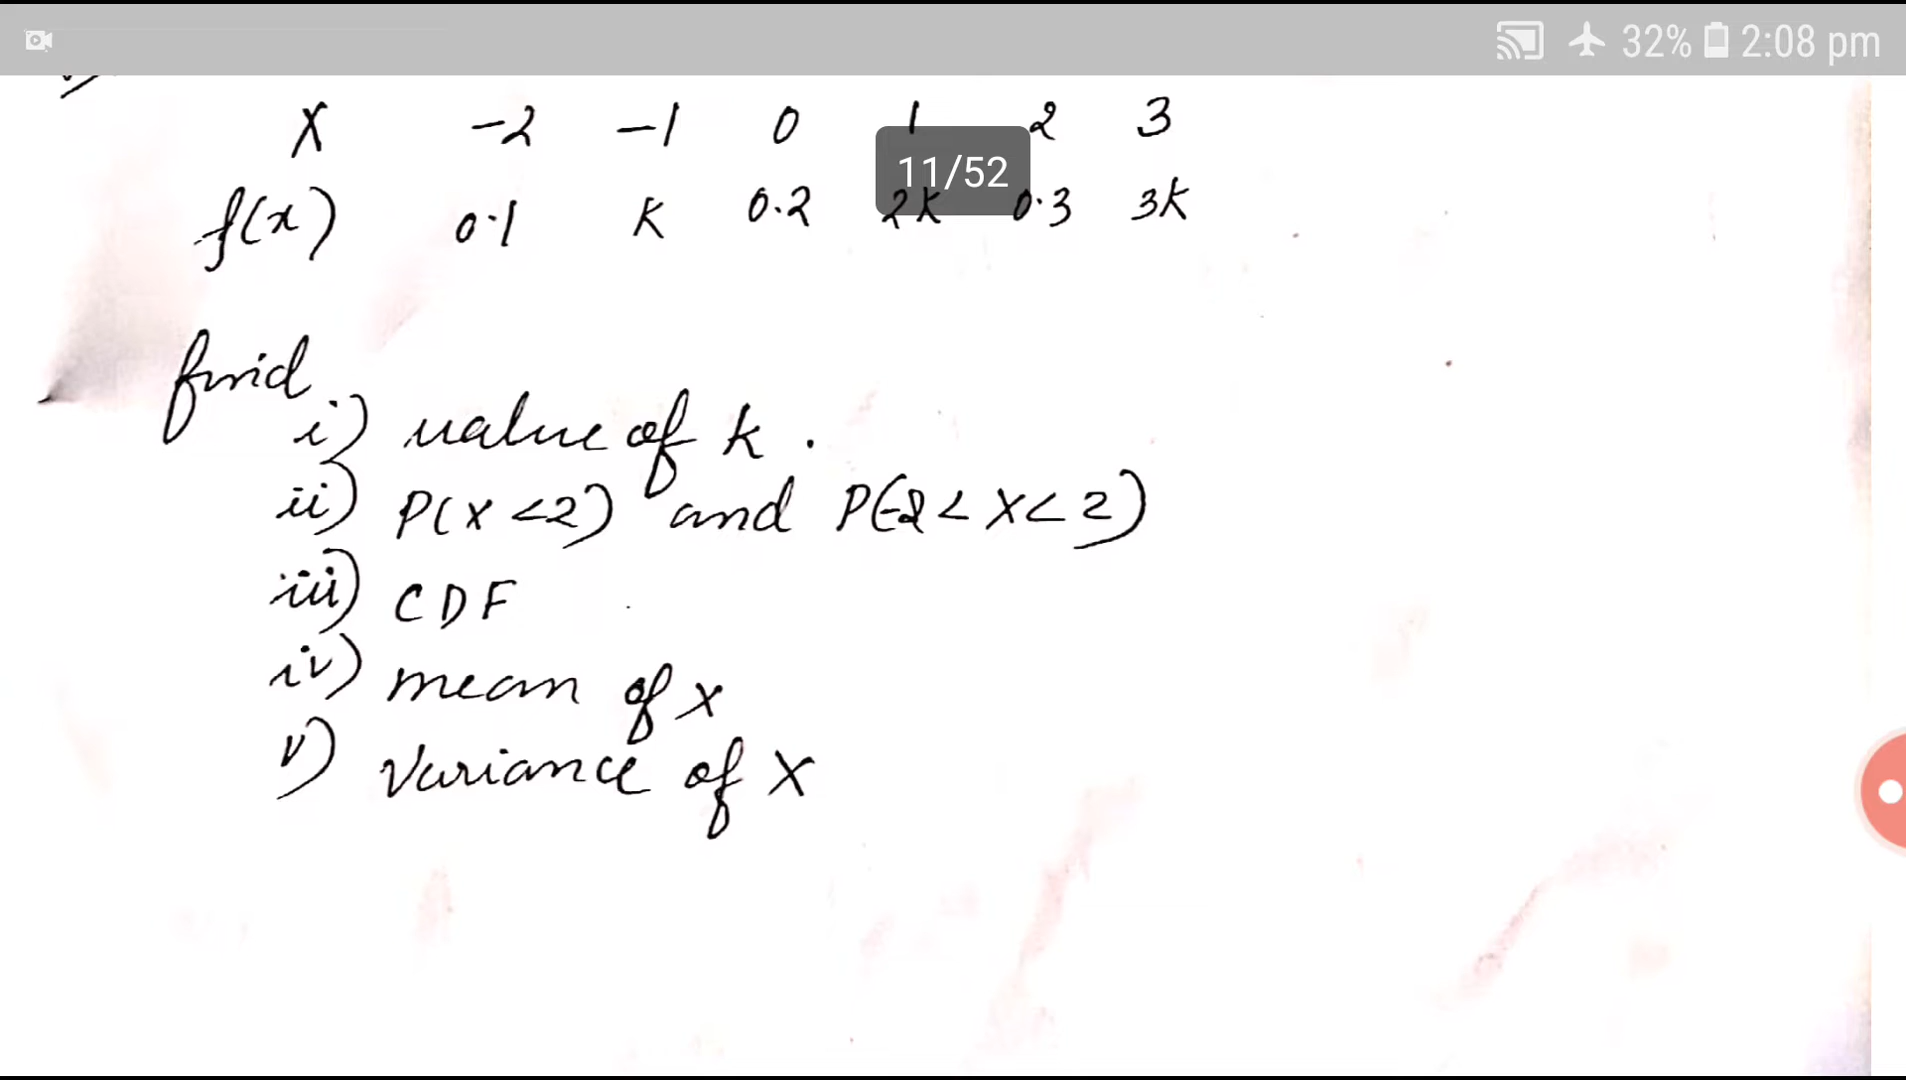 32% 2:08 pm
X -2 -1 0 1 2 3
11/52
f(x) 0.1 k 0.2 2k 0.3 3k
find
i) value of k.
ii) P(X<2) and P(-2<X<2)
iii) CDF
iv) mean of x
v) Variance of X